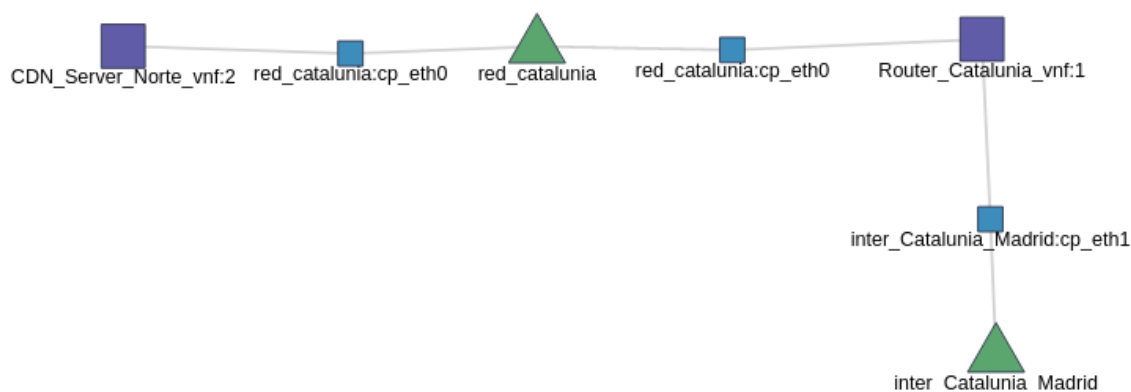 CDN_Server_Norte_vnf:2
red_catalunia:cp_eth0
red_catalunia
red_catalunia:cp_eth0
Router_Catalunia_vnf:1
inter_Catalunia_Madrid:cp_eth1
inter_Catalunia_Madrid